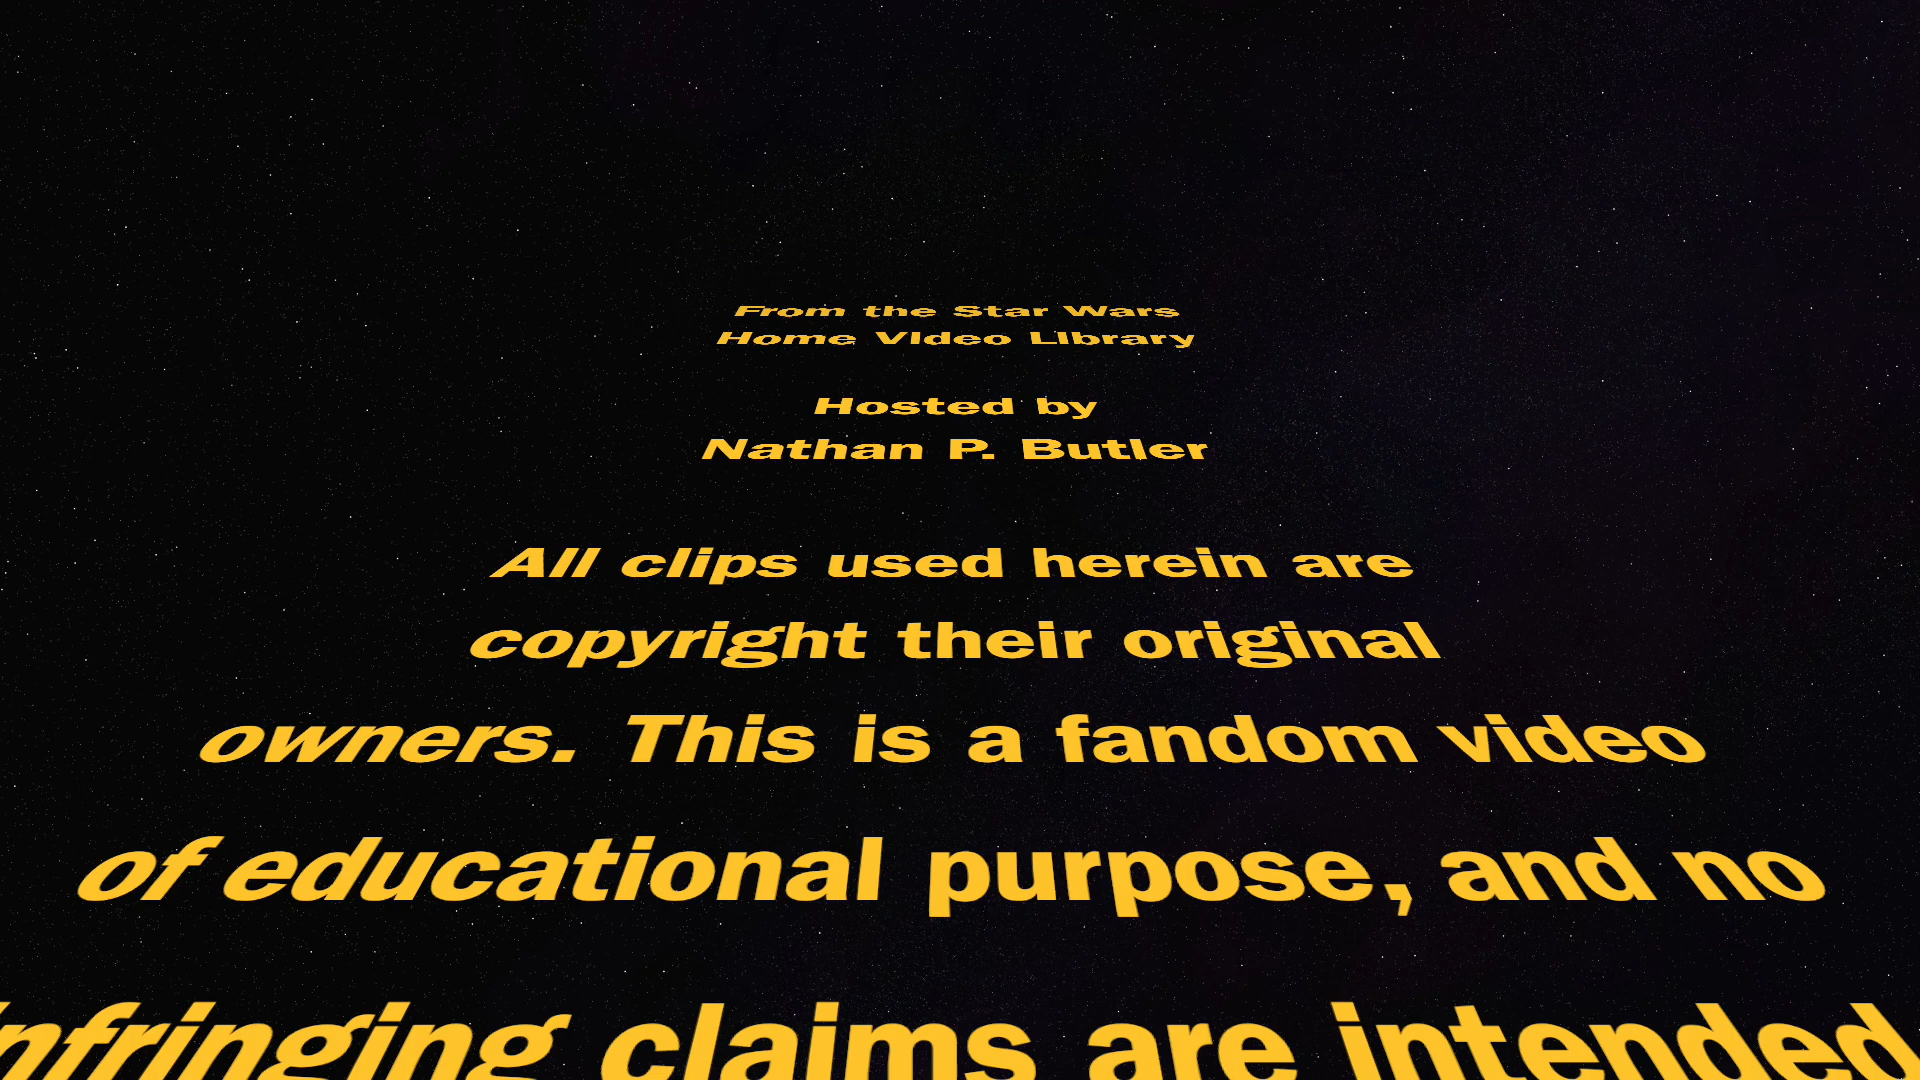 From the Star Wars
Home Video Library
Hosted by
Nathan P. Butler
All clips used herein are
copyright their original
owners. This is a fandom video
of educational purpose, and no
infringing claims are intended